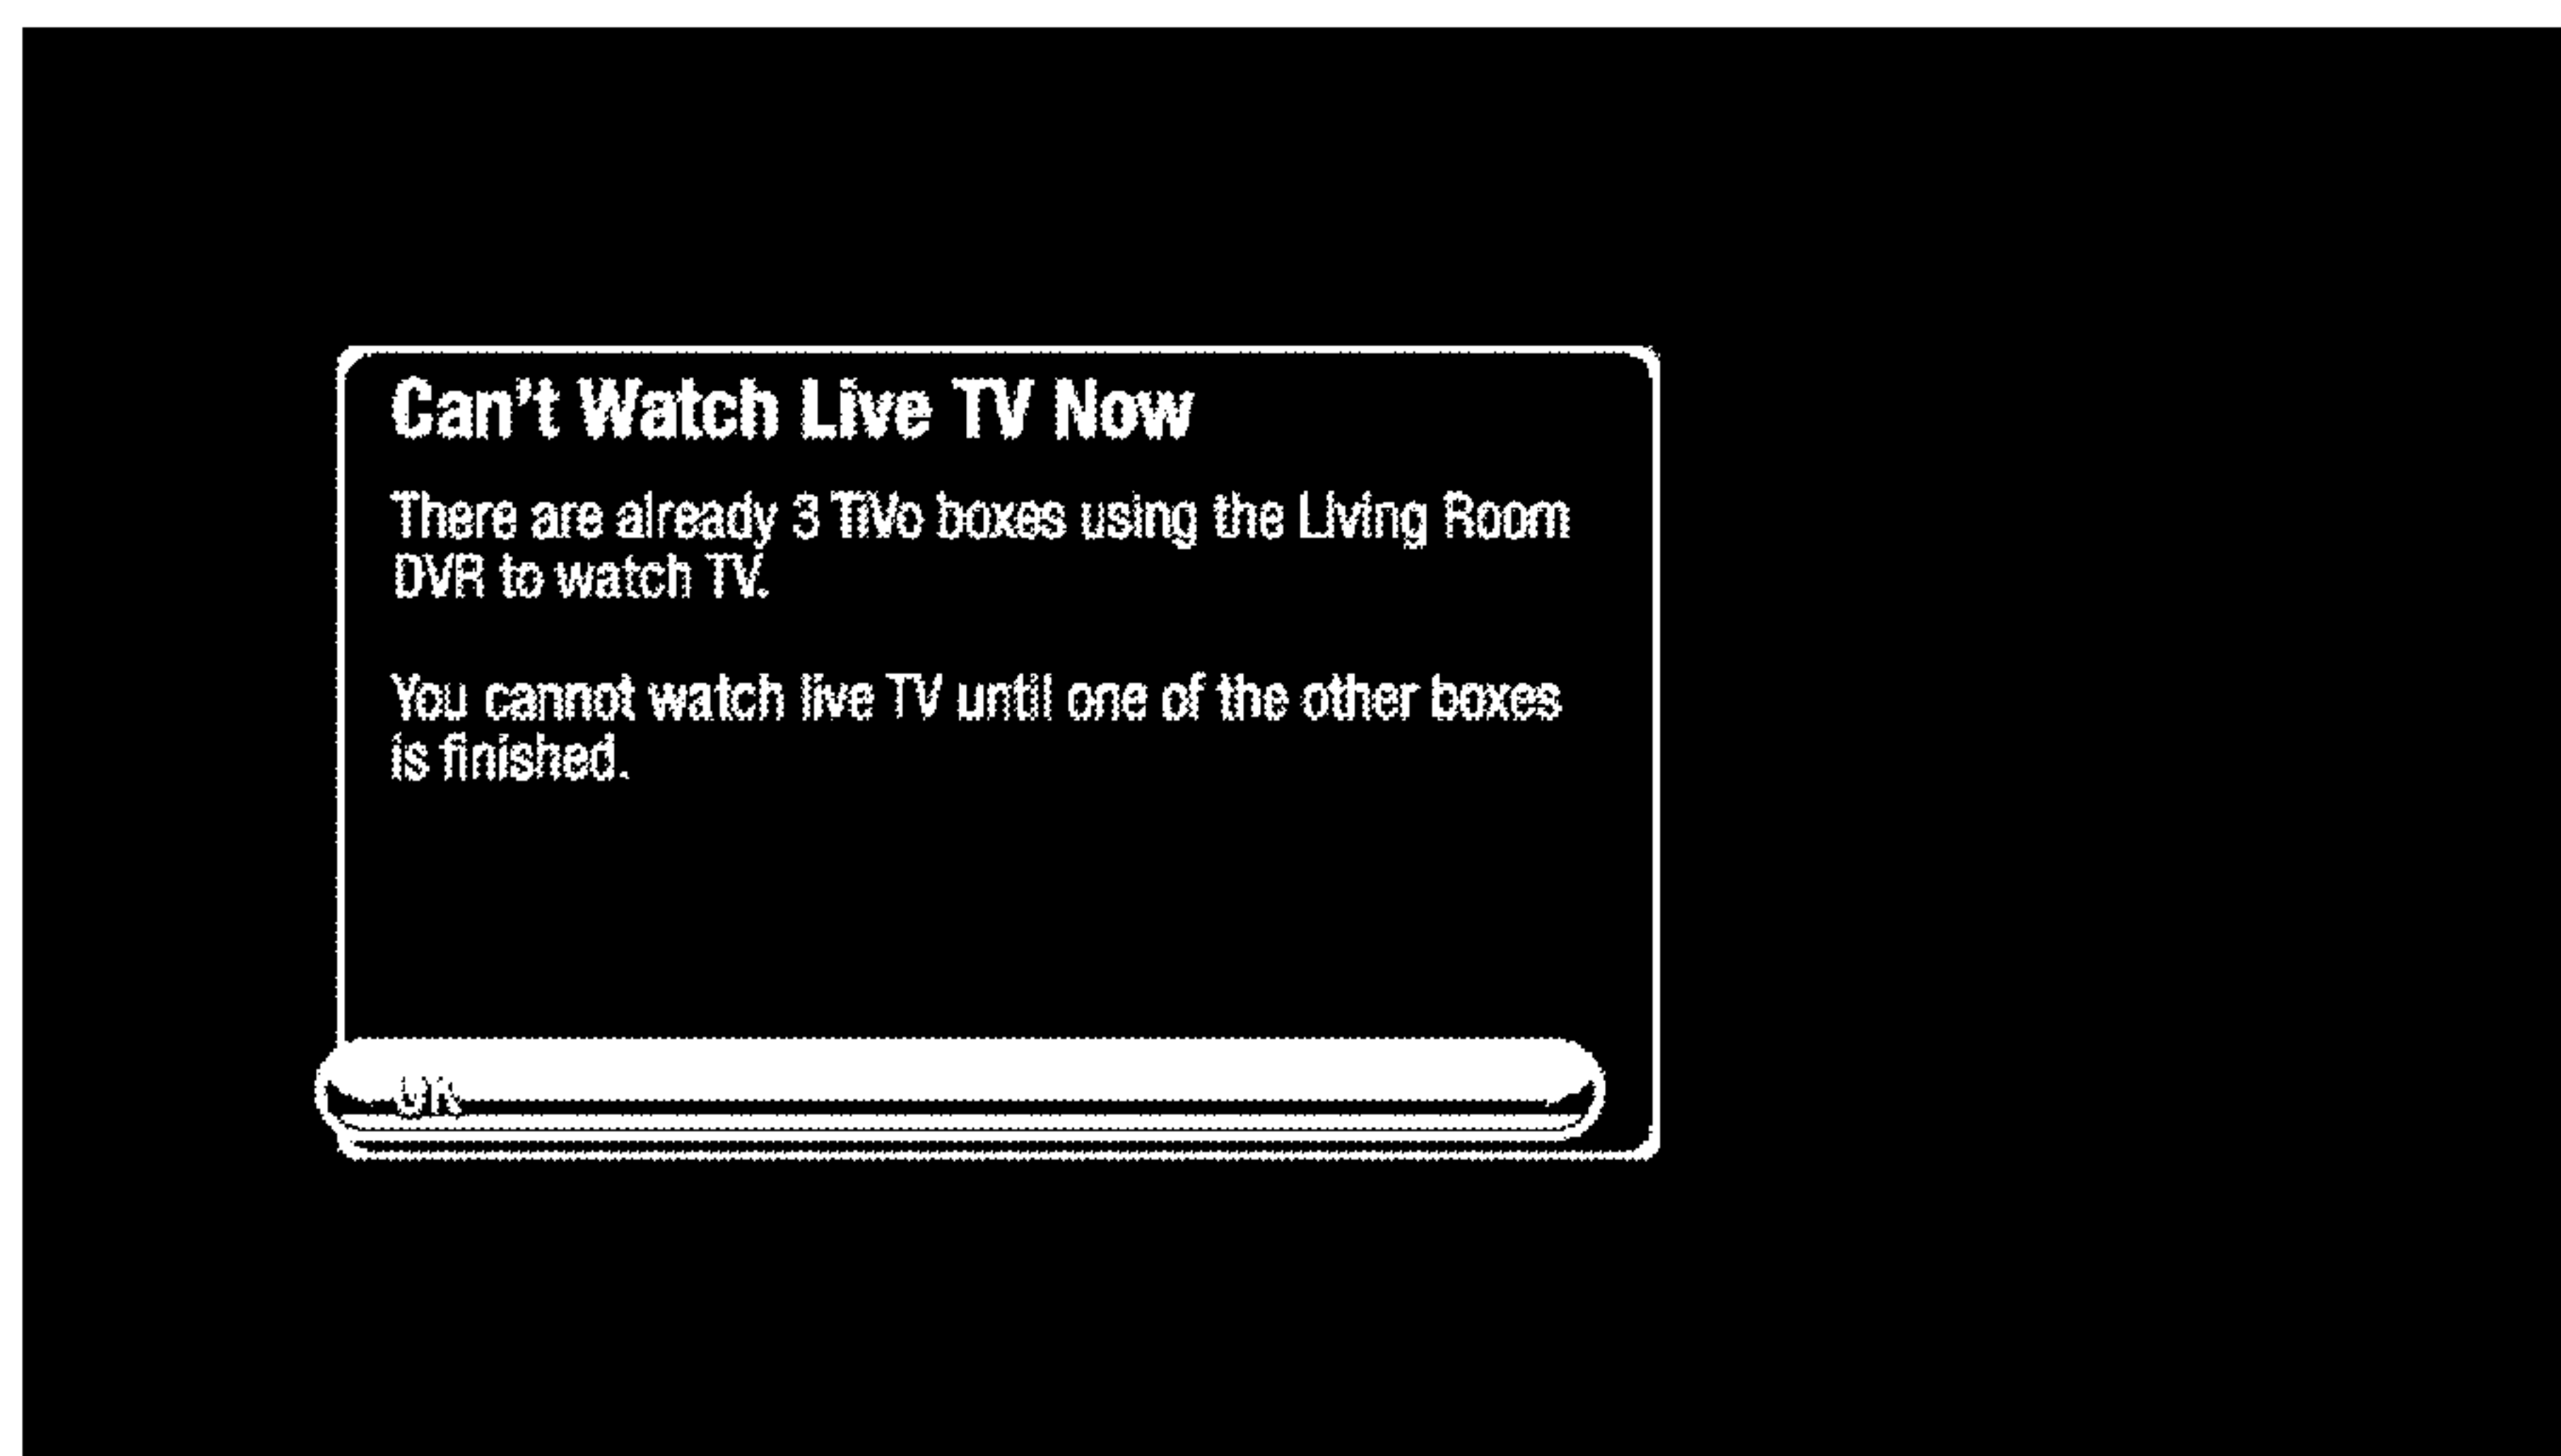 Can't Watch Live TV Now
There are already 3 TiVo boxes using the Living Room
DVR to watch TV.
You cannot watch live TV until one of the other boxes
is finished.
OK